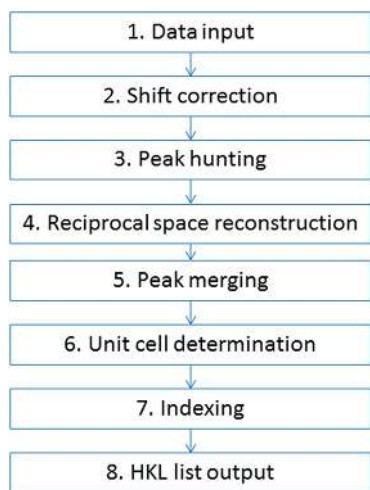 1. Data input
2. Shift correction
3. Peak hunting
4. Reciprocal space reconstruction
5. Peak merging
6. Unit cell determination
7. Indexing
8. HKL list output